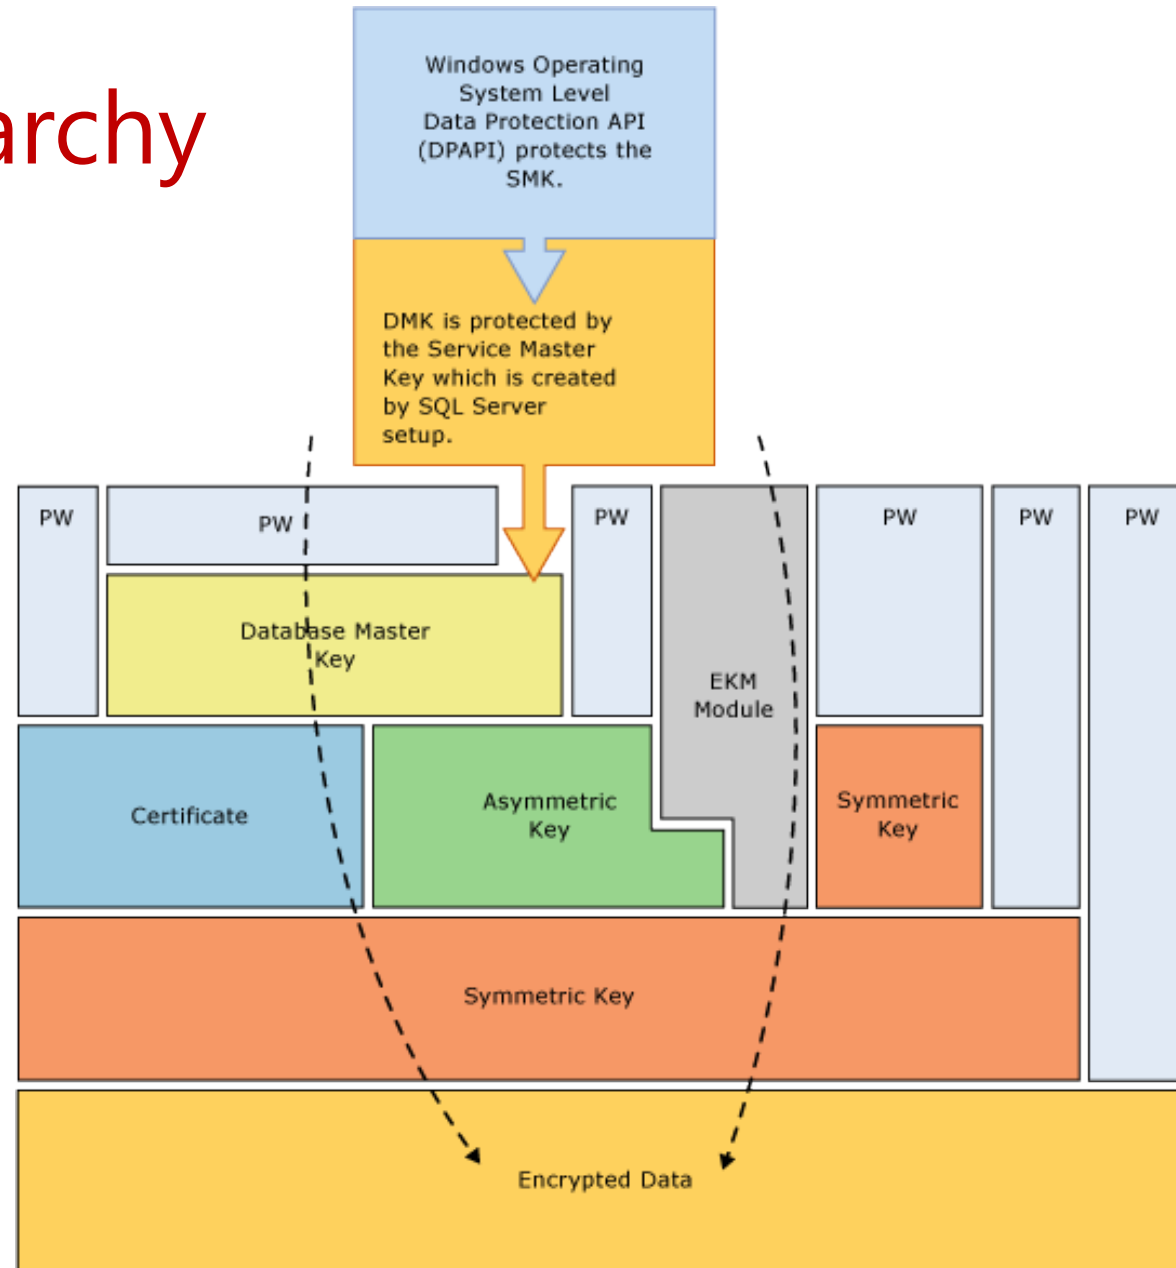 archy
Windows Operating
System Level
Data Protection API
(DPAPI) protects the
SMK.
DMK is protected by
the Service Master
Key which is created
by SQL Server
setup.
PW
PW
PW
PW
PW
PW
Database Master
Key
EKM
Module
Certificate
Asymmetric
Key
Symmetric
Key
Symmetric Key
Encrypted Data